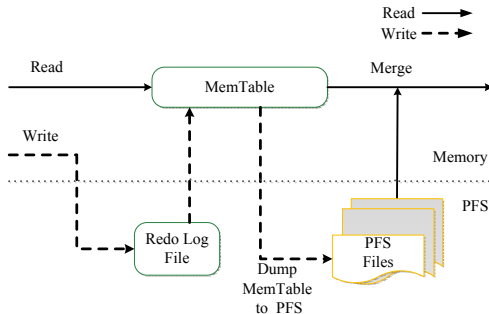 Read
Write
Read
MemTable
Merge
Write
Memory
PFS
Redo Log
File
PFS
Files
Dump
MemTable
to PFS